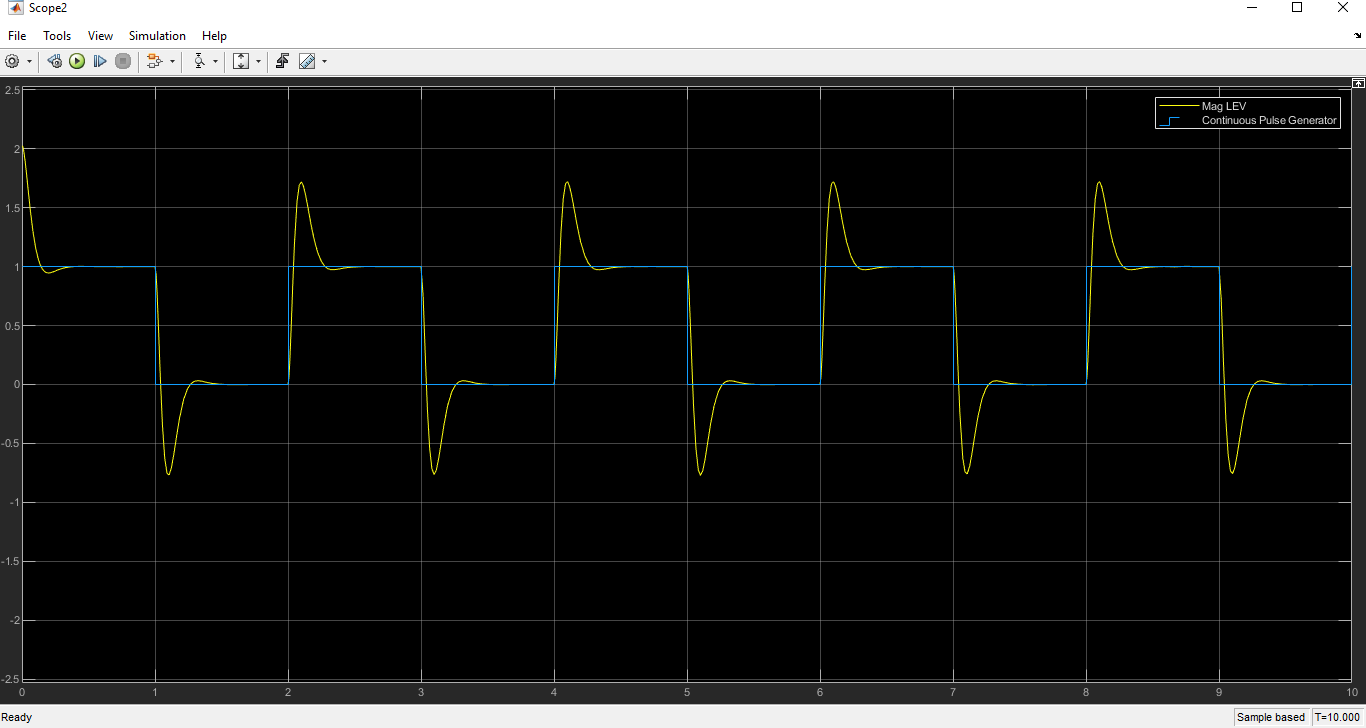 Scope2
File Tools View Simulation Help
Mag LEV
Continuous Pulse Generator
2.5
2
1.5
1
0.5
0
-0.5
-1
-1.5
-2
-2.5
0 1 2 3 4 5 6 7 8 9 10
Ready Sample based T=10.000